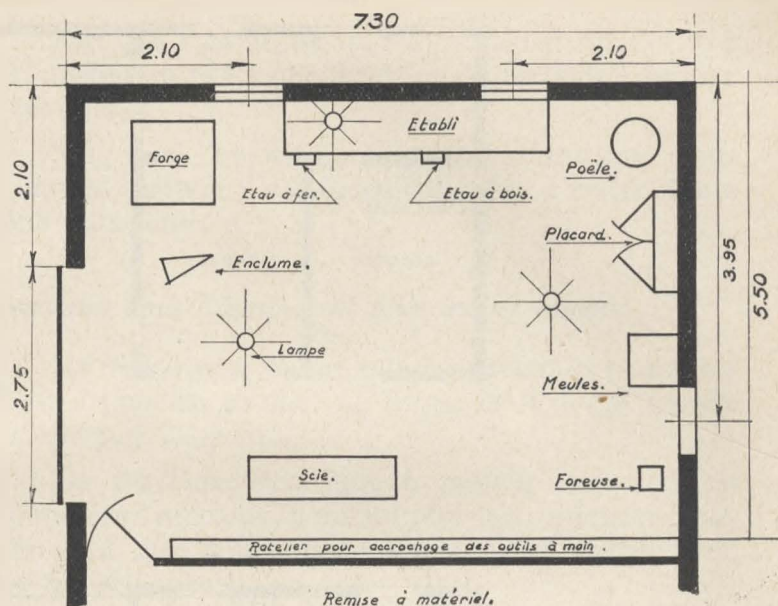 7.30
2.10
2.10
Etabli
Forge
Poële.
2.10
Etau à fer.
Etau à bois.
Placard.
Enclume.
3.95
5.50
Lampe
2.75
Meules.
Scie.
Foreuse.
Ratelier pour accrochage des outils à main.
Remise à matériel.